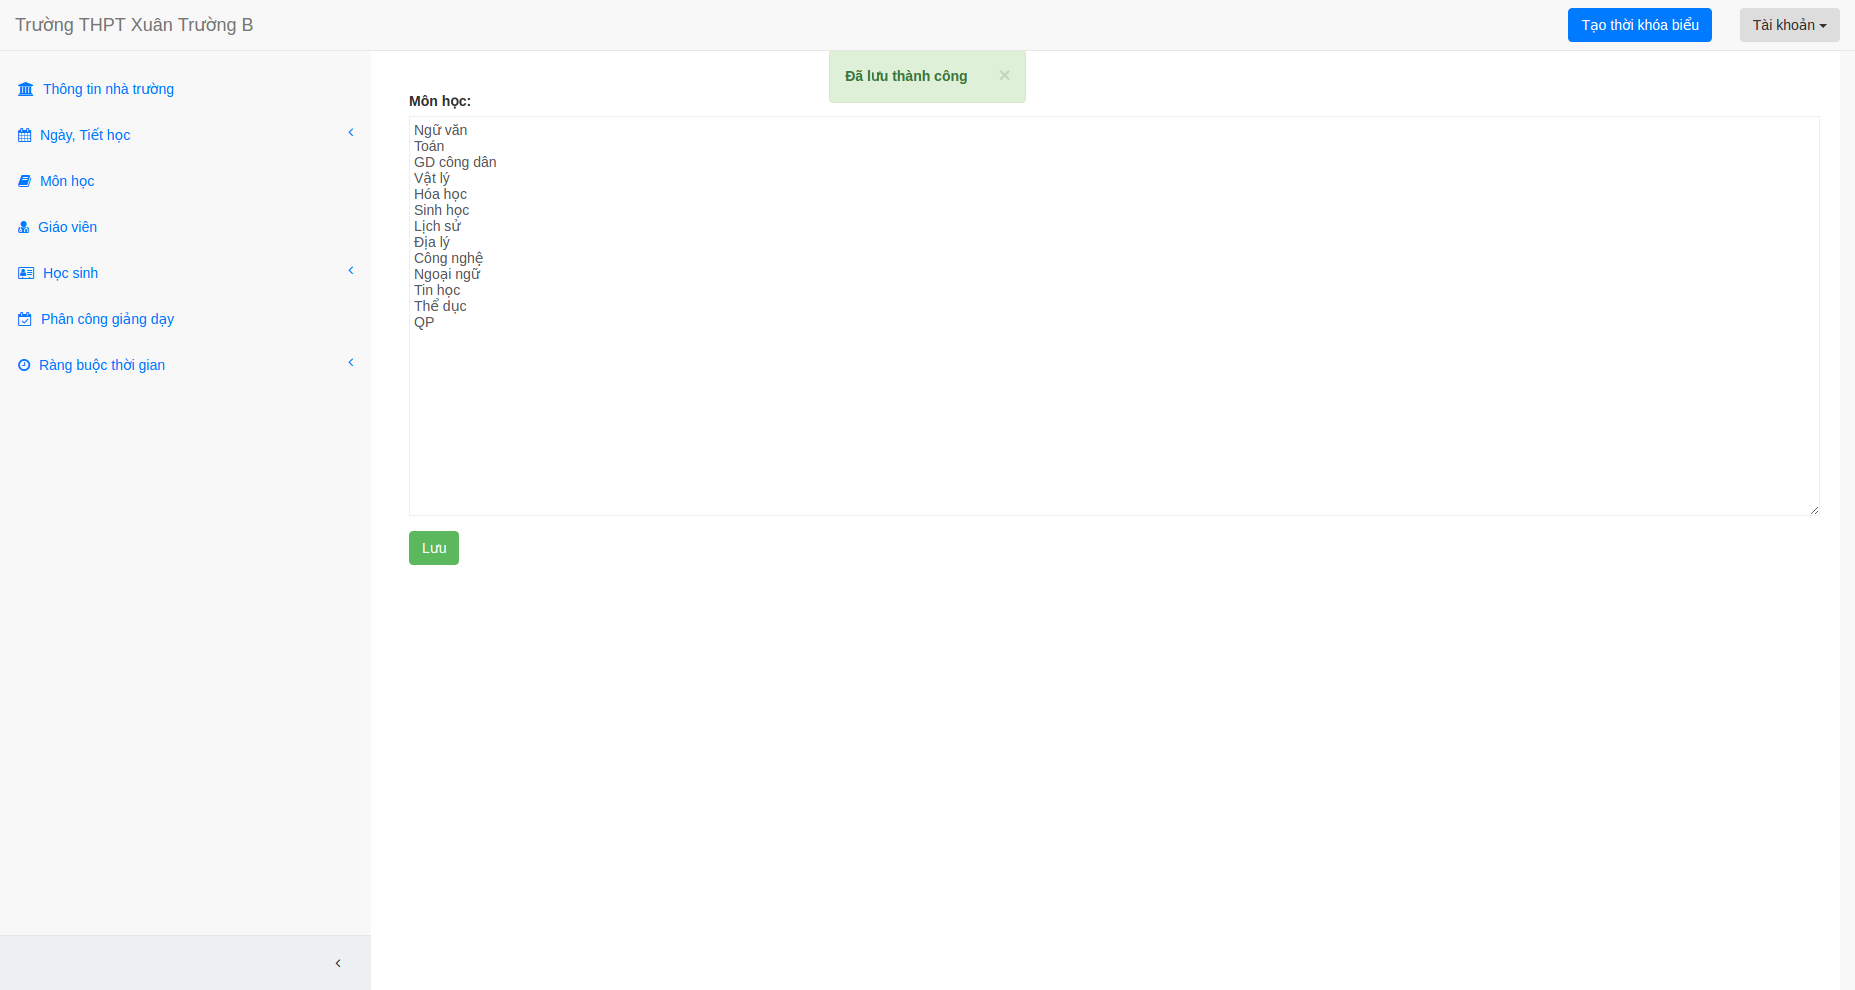 Trường THPT Xuân Trường B
Tạo thời khóa biểu
Tài khoản
Thông tin nhà trường
Ngày, Tiết học
Môn học
Giáo viên
Học sinh
Phân công giảng dạy
Ràng buộc thời gian
Đã lưu thành công ×
Môn học:
Ngữ văn
Toán
GD công dân
Vật lý
Hóa học
Sinh học
Lịch sử
Địa lý
Công nghệ
Ngoại ngữ
Tin học
Thể dục
QP
Lưu